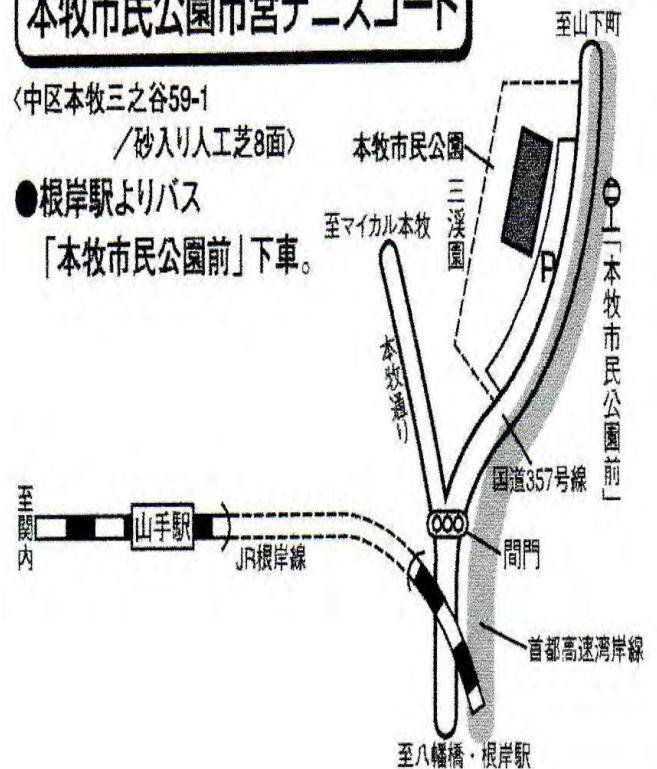 本牧市民公園市営テニスコート
〈中区本牧三之谷59-1
/砂入り人工芝8面〉
●根岸駅よりバス
「本牧市民公園前」下車。
至山下町
本牧市民公園
三溪園
至マイカル本牧
P
「本牧市民公園前」
本牧通り
国道357号線
至関内
山手駅
JR根岸線
間門
首都高速湾岸線
至八幡橋・根岸駅